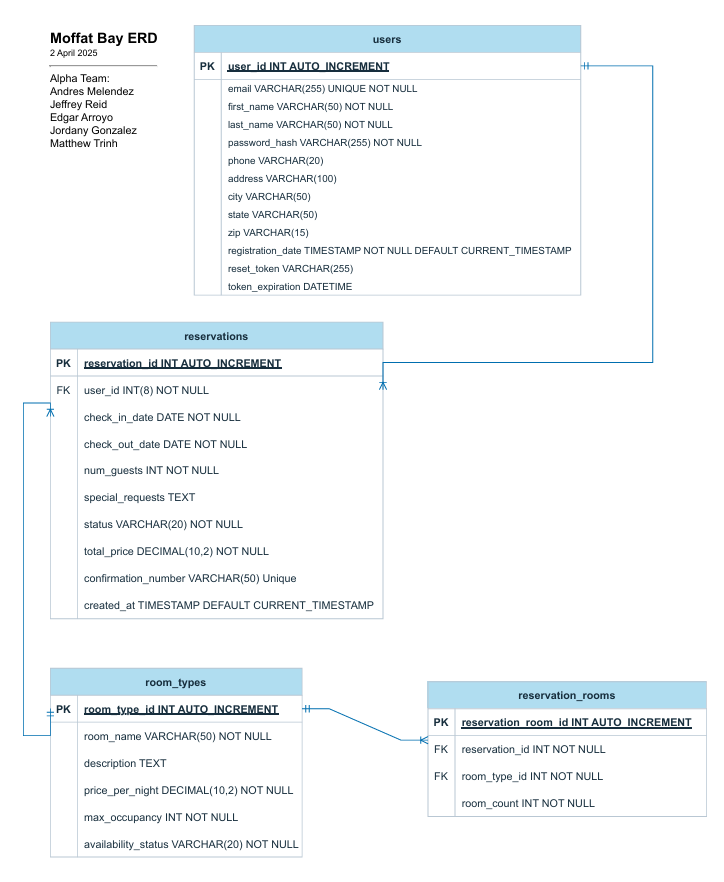 Moffat Bay ERD
2 April 2025
Alpha Team:
Andres Melendez
Jeffrey Reid
Edgar Arroyo
Jordany Gonzalez
Matthew Trinh
users
PK user_id INT AUTO_INCREMENT
email VARCHAR(255) UNIQUE NOT NULL
first_name VARCHAR(50) NOT NULL
last_name VARCHAR(50) NOT NULL
password_hash VARCHAR(255) NOT NULL
phone VARCHAR(20)
address VARCHAR(100)
city VARCHAR(50)
state VARCHAR(50)
zip VARCHAR(15)
registration_date TIMESTAMP NOT NULL DEFAULT CURRENT_TIMESTAMP
reset_token VARCHAR(255)
token_expiration DATETIME
reservations
PK reservation_id INT AUTO_INCREMENT
FK user_id INT(8) NOT NULL
check_in_date DATE NOT NULL
check_out_date DATE NOT NULL
num_guests INT NOT NULL
special_requests TEXT
status VARCHAR(20) NOT NULL
total_price DECIMAL(10,2) NOT NULL
confirmation_number VARCHAR(50) Unique
created_at TIMESTAMP DEFAULT CURRENT_TIMESTAMP
room_types
PK room_type_id INT AUTO_INCREMENT
room_name VARCHAR(50) NOT NULL
description TEXT
price_per_night DECIMAL(10,2) NOT NULL
max_occupancy INT NOT NULL
availability_status VARCHAR(20) NOT NULL
reservation_rooms
PK reservation_room_id INT AUTO_INCREMENT
FK reservation_id INT NOT NULL
FK room_type_id INT NOT NULL
room_count INT NOT NULL